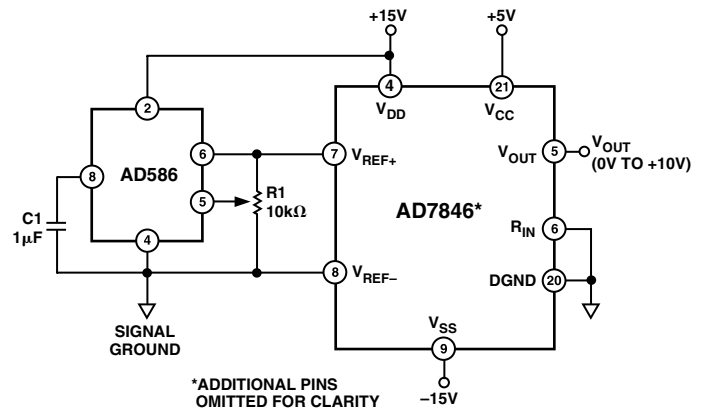 +15V
+5V
2
4
21
V_DD
V_CC
6
7
V_REF+
V_OUT
5
V_OUT
(0V TO +10V)
8
AD586
R1
10kΩ
5
AD7846*
C1
1μF
R_IN
6
4
8
V_REF–
DGND
20
SIGNAL
GROUND
V_SS
9
–15V
*ADDITIONAL PINS
OMITTED FOR CLARITY